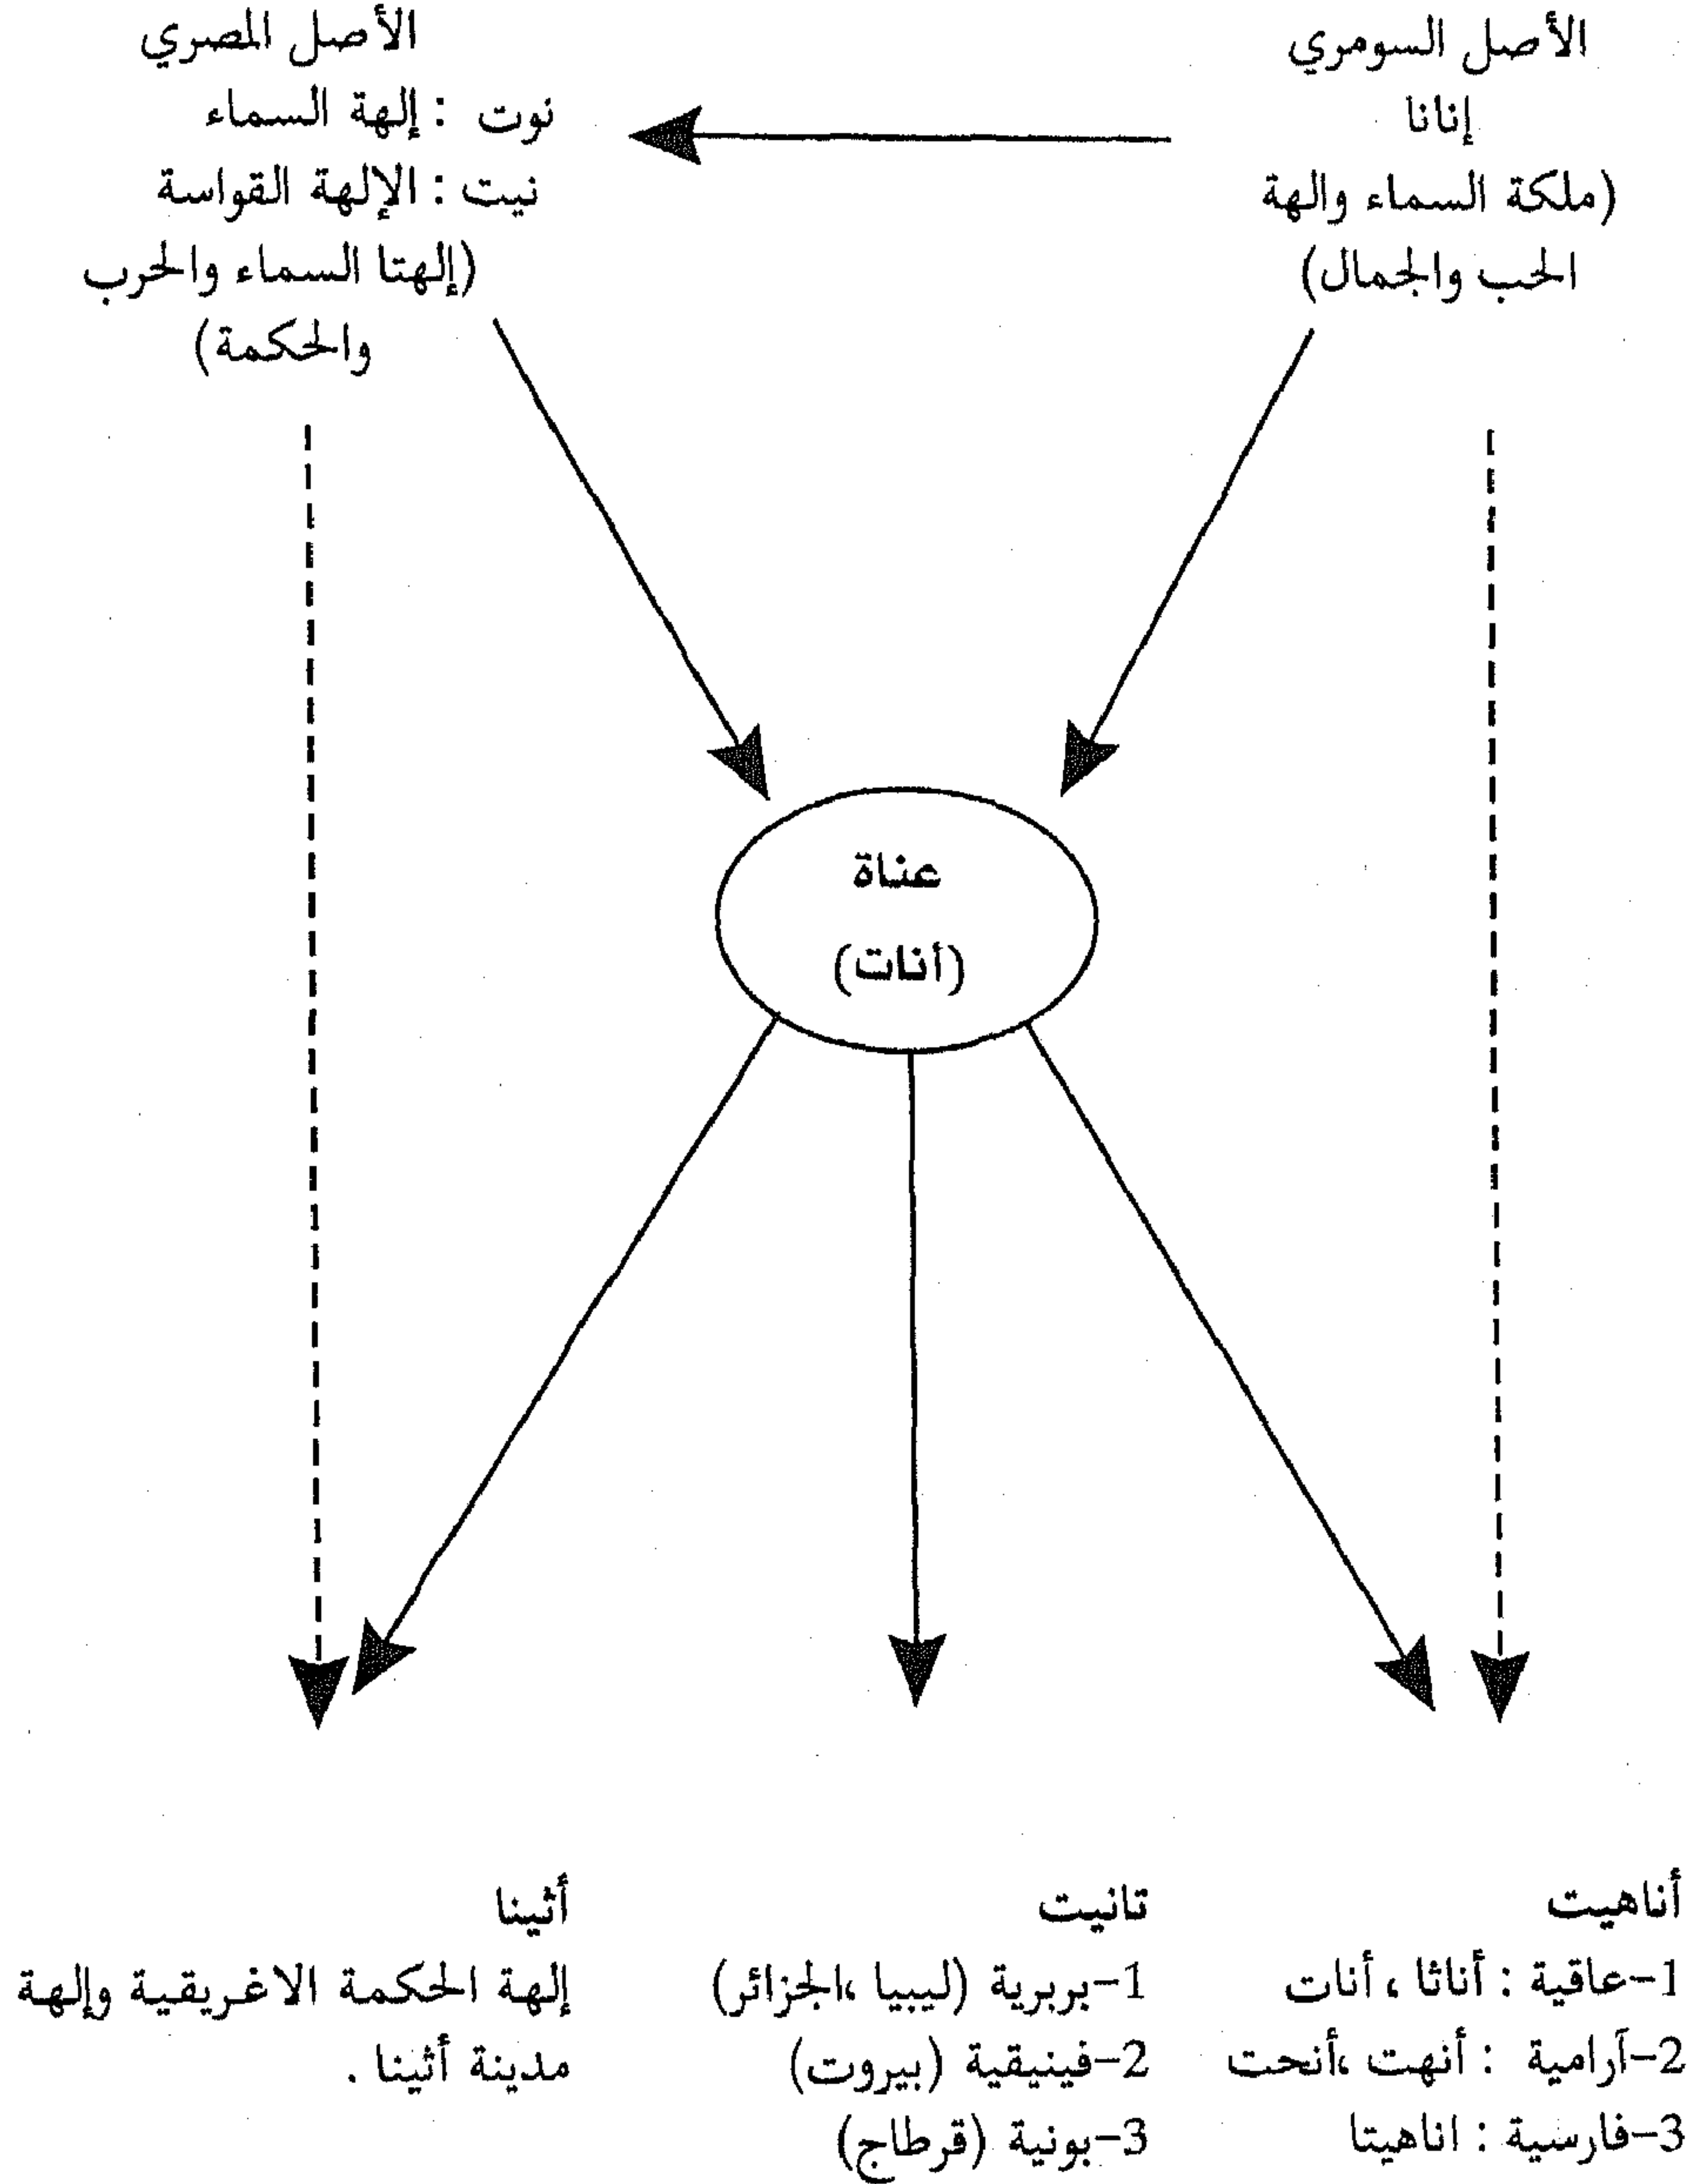 الأصل السومري
إنانا
(ملكة السماء والهة
الحب والجمال)
الأصل المصري
نوت : إلهة السماء
نيت : الإلهة القواسة
(إلهتا السماء والحرب
والحكمة)
عناة
(أنات)
أناهيت
1-عاقية : أناثا ، أنات
2-آرامية : أنهت ،أنحت
3-فارسية : اناهيتا
تانيت
1-بربرية (ليبيا ،الجزائر)
2-فينيقية (بيروت)
3-بونية (قرطاج)
أثينا
إلهة الحكمة الاغريقية وإلهة
مدينة أثينا .